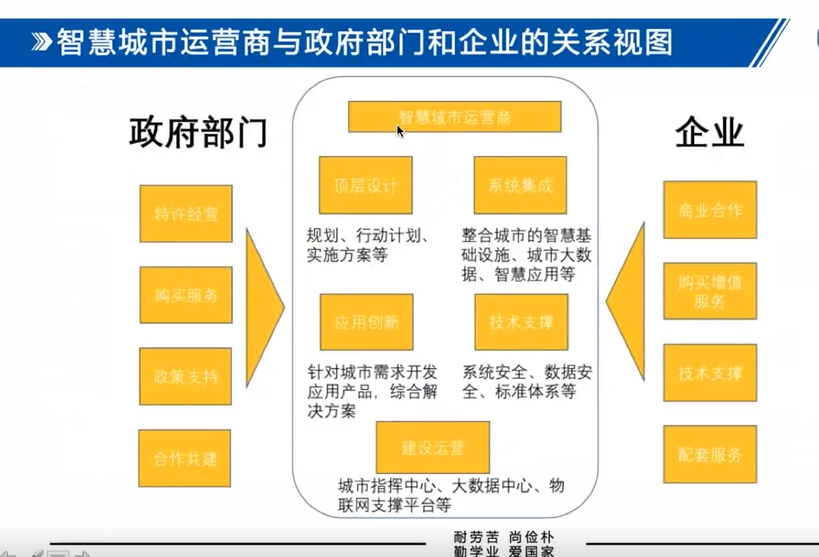 智慧城市运营商与政府部门和企业的关系视图
政府部门
特许经营
购买服务
政策支持
合作共建
智慧城市运营商
顶层设计
规划、行动计划、
实施方案等
系统集成
整合城市的智慧基
础设施、城市大数
据、智慧应用等
应用创新
针对城市需求开发
应用产品，综合解
决方案
技术支撑
系统安全、数据安
全、标准体系等
建设运营
城市指挥中心、大数据中心、物
联网支撑平台等
企业
商业合作
购买增值
服务
技术支撑
配套服务
耐劳苦 尚俭朴
勤学业 爱国家